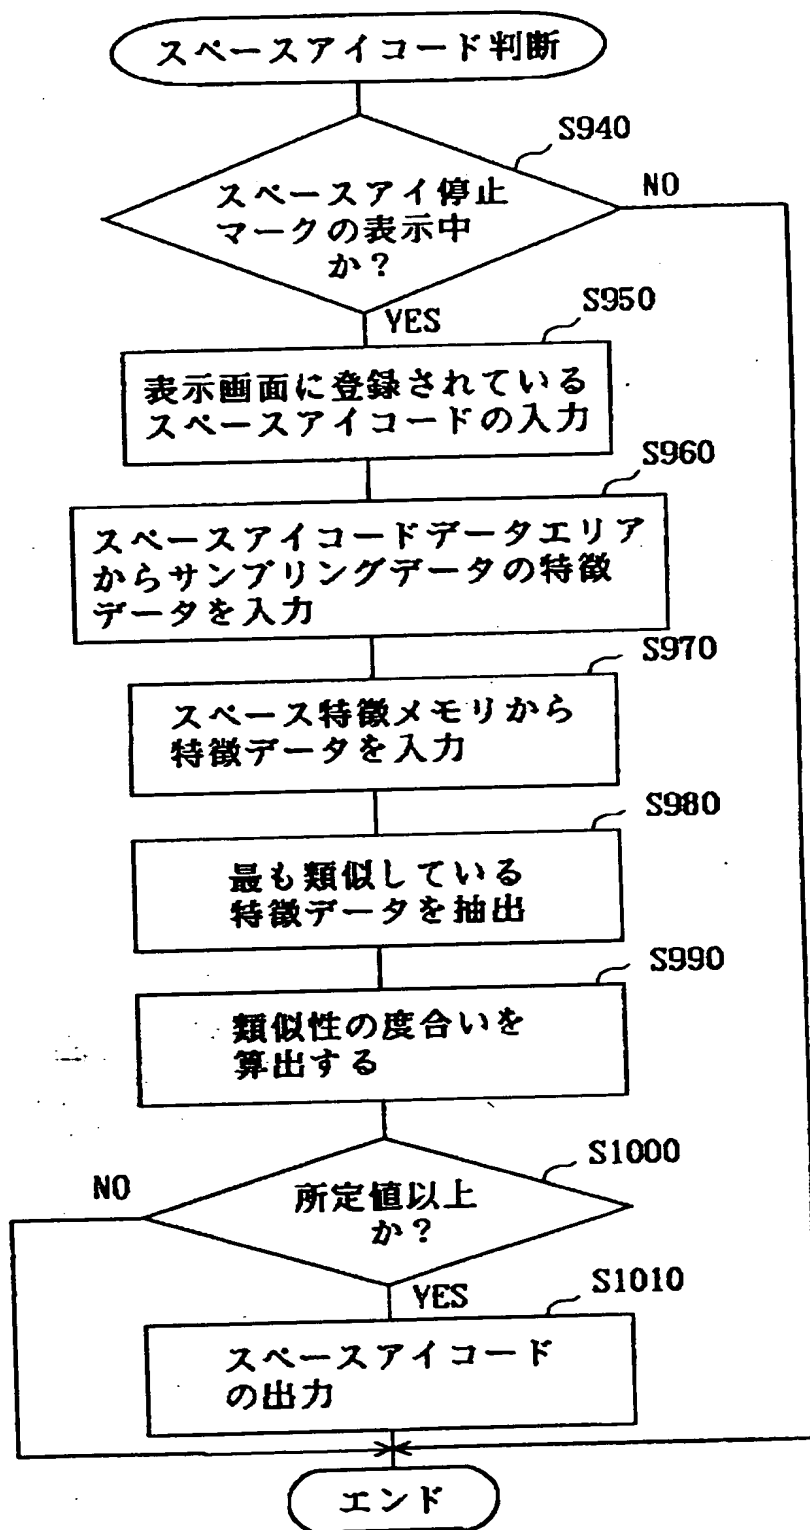 スペースアイコード判断
S940
スペースアイ停止
マークの表示中
か？
NO
YES
S950
表示画面に登録されている
スペースアイコードの入力
S960
スペースアイコードデータエリア
からサンプリングデータの特徴
データを入力
S970
スペース特徴メモリから
特徴データを入力
S980
最も類似している
特徴データを抽出
S990
類似性の度合いを
算出する
S1000
NO
所定値以上
か？
YES
S1010
スペースアイコード
の出力
エンド